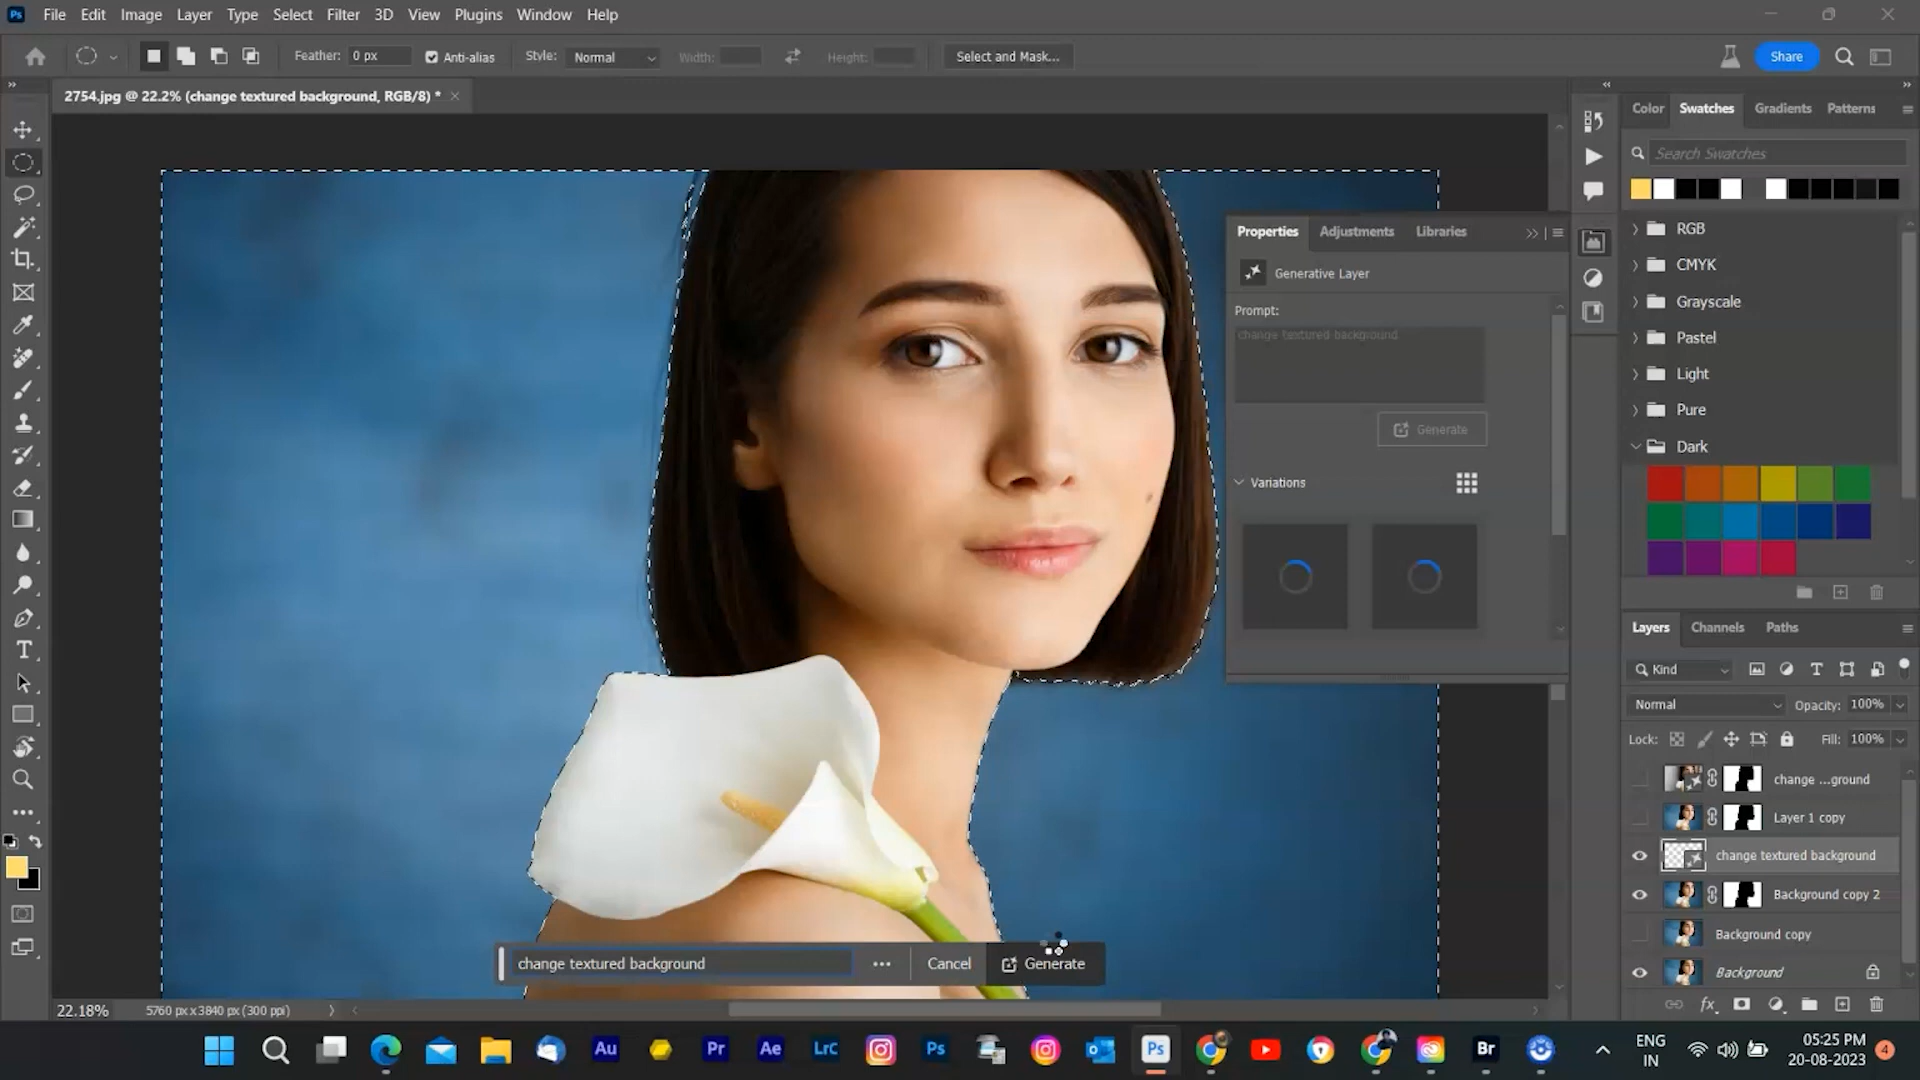 Ps File Edit Image Layer Type Select Filter 3D View Plugins Window Help
Feather: 0 px Anti-alias Style: Normal Width: Height: Select and Mask... Share
2754.jpg @ 22.2% (change textured background, RGB/8) *
Color Swatches Gradients Patterns
Search Swatches
RGB
CMYK
Grayscale
Pastel
Light
Pure
Dark
Properties Adjustments Libraries
Generative Layer
Prompt:
change textured background
Generate
Variations
Layers Channels Paths
Kind
Normal Opacity: 100%
Lock: Fill: 100%
change ...ground
Layer 1 copy
change textured background
Background copy 2
Background copy
Background
fx
change textured background ... Cancel Generate
22.18% 5760 px x 3840 px (300 ppi)
Au Pr Ae LrC Ps Ps Br
ENG
IN
05:25 PM
20-08-2023
4